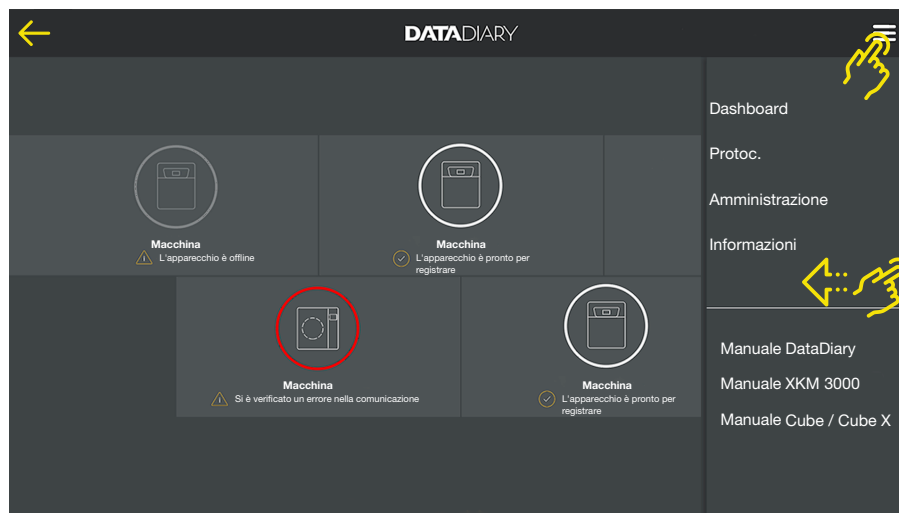 DATADIARY
Dashboard
Protoc.
Amministrazione
Informazioni
Macchina
L'apparecchio è offline
Macchina
L'apparecchio è pronto per
registrare
Macchina
Si è verificato un errore nella comunicazione
Macchina
L'apparecchio è pronto per
registrare
Manuale DataDiary
Manuale XKM 3000
Manuale Cube / Cube X